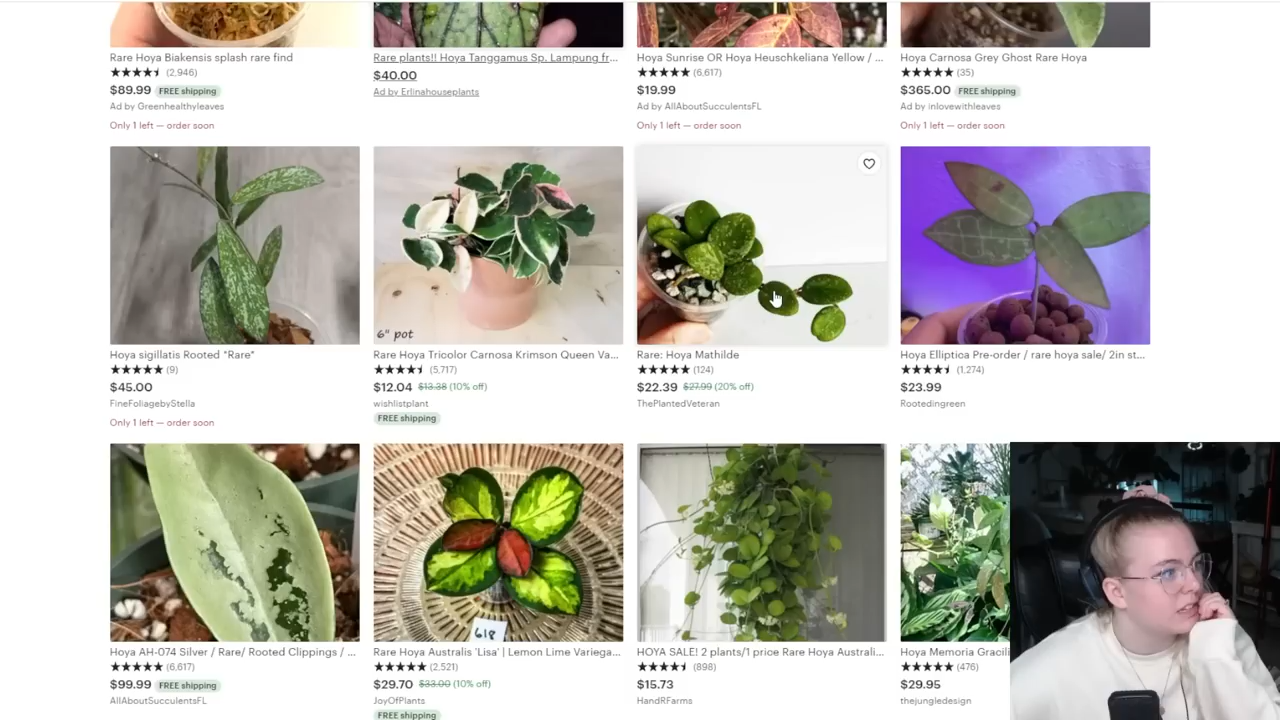 Rare Hoya Biakensis splash rare find
(2,946)
$89.99 FREE shipping
Ad by Greenhealthyleaves
Only 1 left — order soon
Rare plants!! Hoya Tanggamus Sp. Lampung fr...
$40.00
Ad by Erlinahouseplants
Hoya Sunrise OR Hoya Heuschkeliana Yellow / ...
(6,617)
$19.99
Ad by AllAboutSucculentsFL
Only 1 left — order soon
Hoya Carnosa Grey Ghost Rare Hoya
(35)
$365.00 FREE shipping
Ad by inlovewithleaves
Only 1 left — order soon
Hoya sigillatis Rooted *Rare*
(9)
$45.00
FineFoliagebyStella
Only 1 left — order soon
6" pot
Rare Hoya Tricolor Carnosa Krimson Queen Va...
(5,717)
$12.04 $13.38 (10% off)
wishlistplant
FREE shipping
Rare: Hoya Mathilde
(124)
$22.39 $27.99 (20% off)
ThePlantedVeteran
Hoya Elliptica Pre-order / rare hoya sale/ 2in st...
(1,274)
$23.99
Rootedingreen
Hoya AH-074 Silver / Rare/ Rooted Clippings / ...
(6,617)
$99.99 FREE shipping
AllAboutSucculentsFL
618
Rare Hoya Australis 'Lisa' | Lemon Lime Variega...
(2,521)
$29.70 $33.00 (10% off)
JoyOfPlants
FREE shipping
HOYA SALE! 2 plants/1 price Rare Hoya Australi...
(898)
$15.73
HandRFarms
Hoya Memoria Gracili
(476)
$29.95
thejungledesign